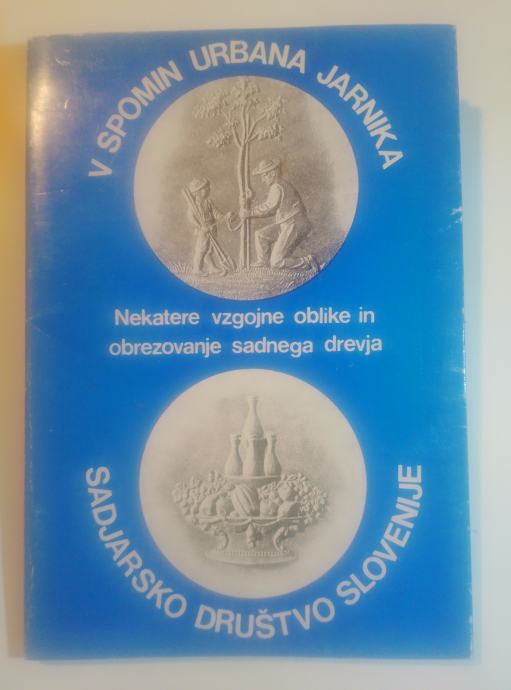 V SPOMIN URBANA JARNIKA
Nekatere vzgojne oblike in
obrezovanje sadnega drevja
SADJARSKO DRUŠTVO SLOVENIJE